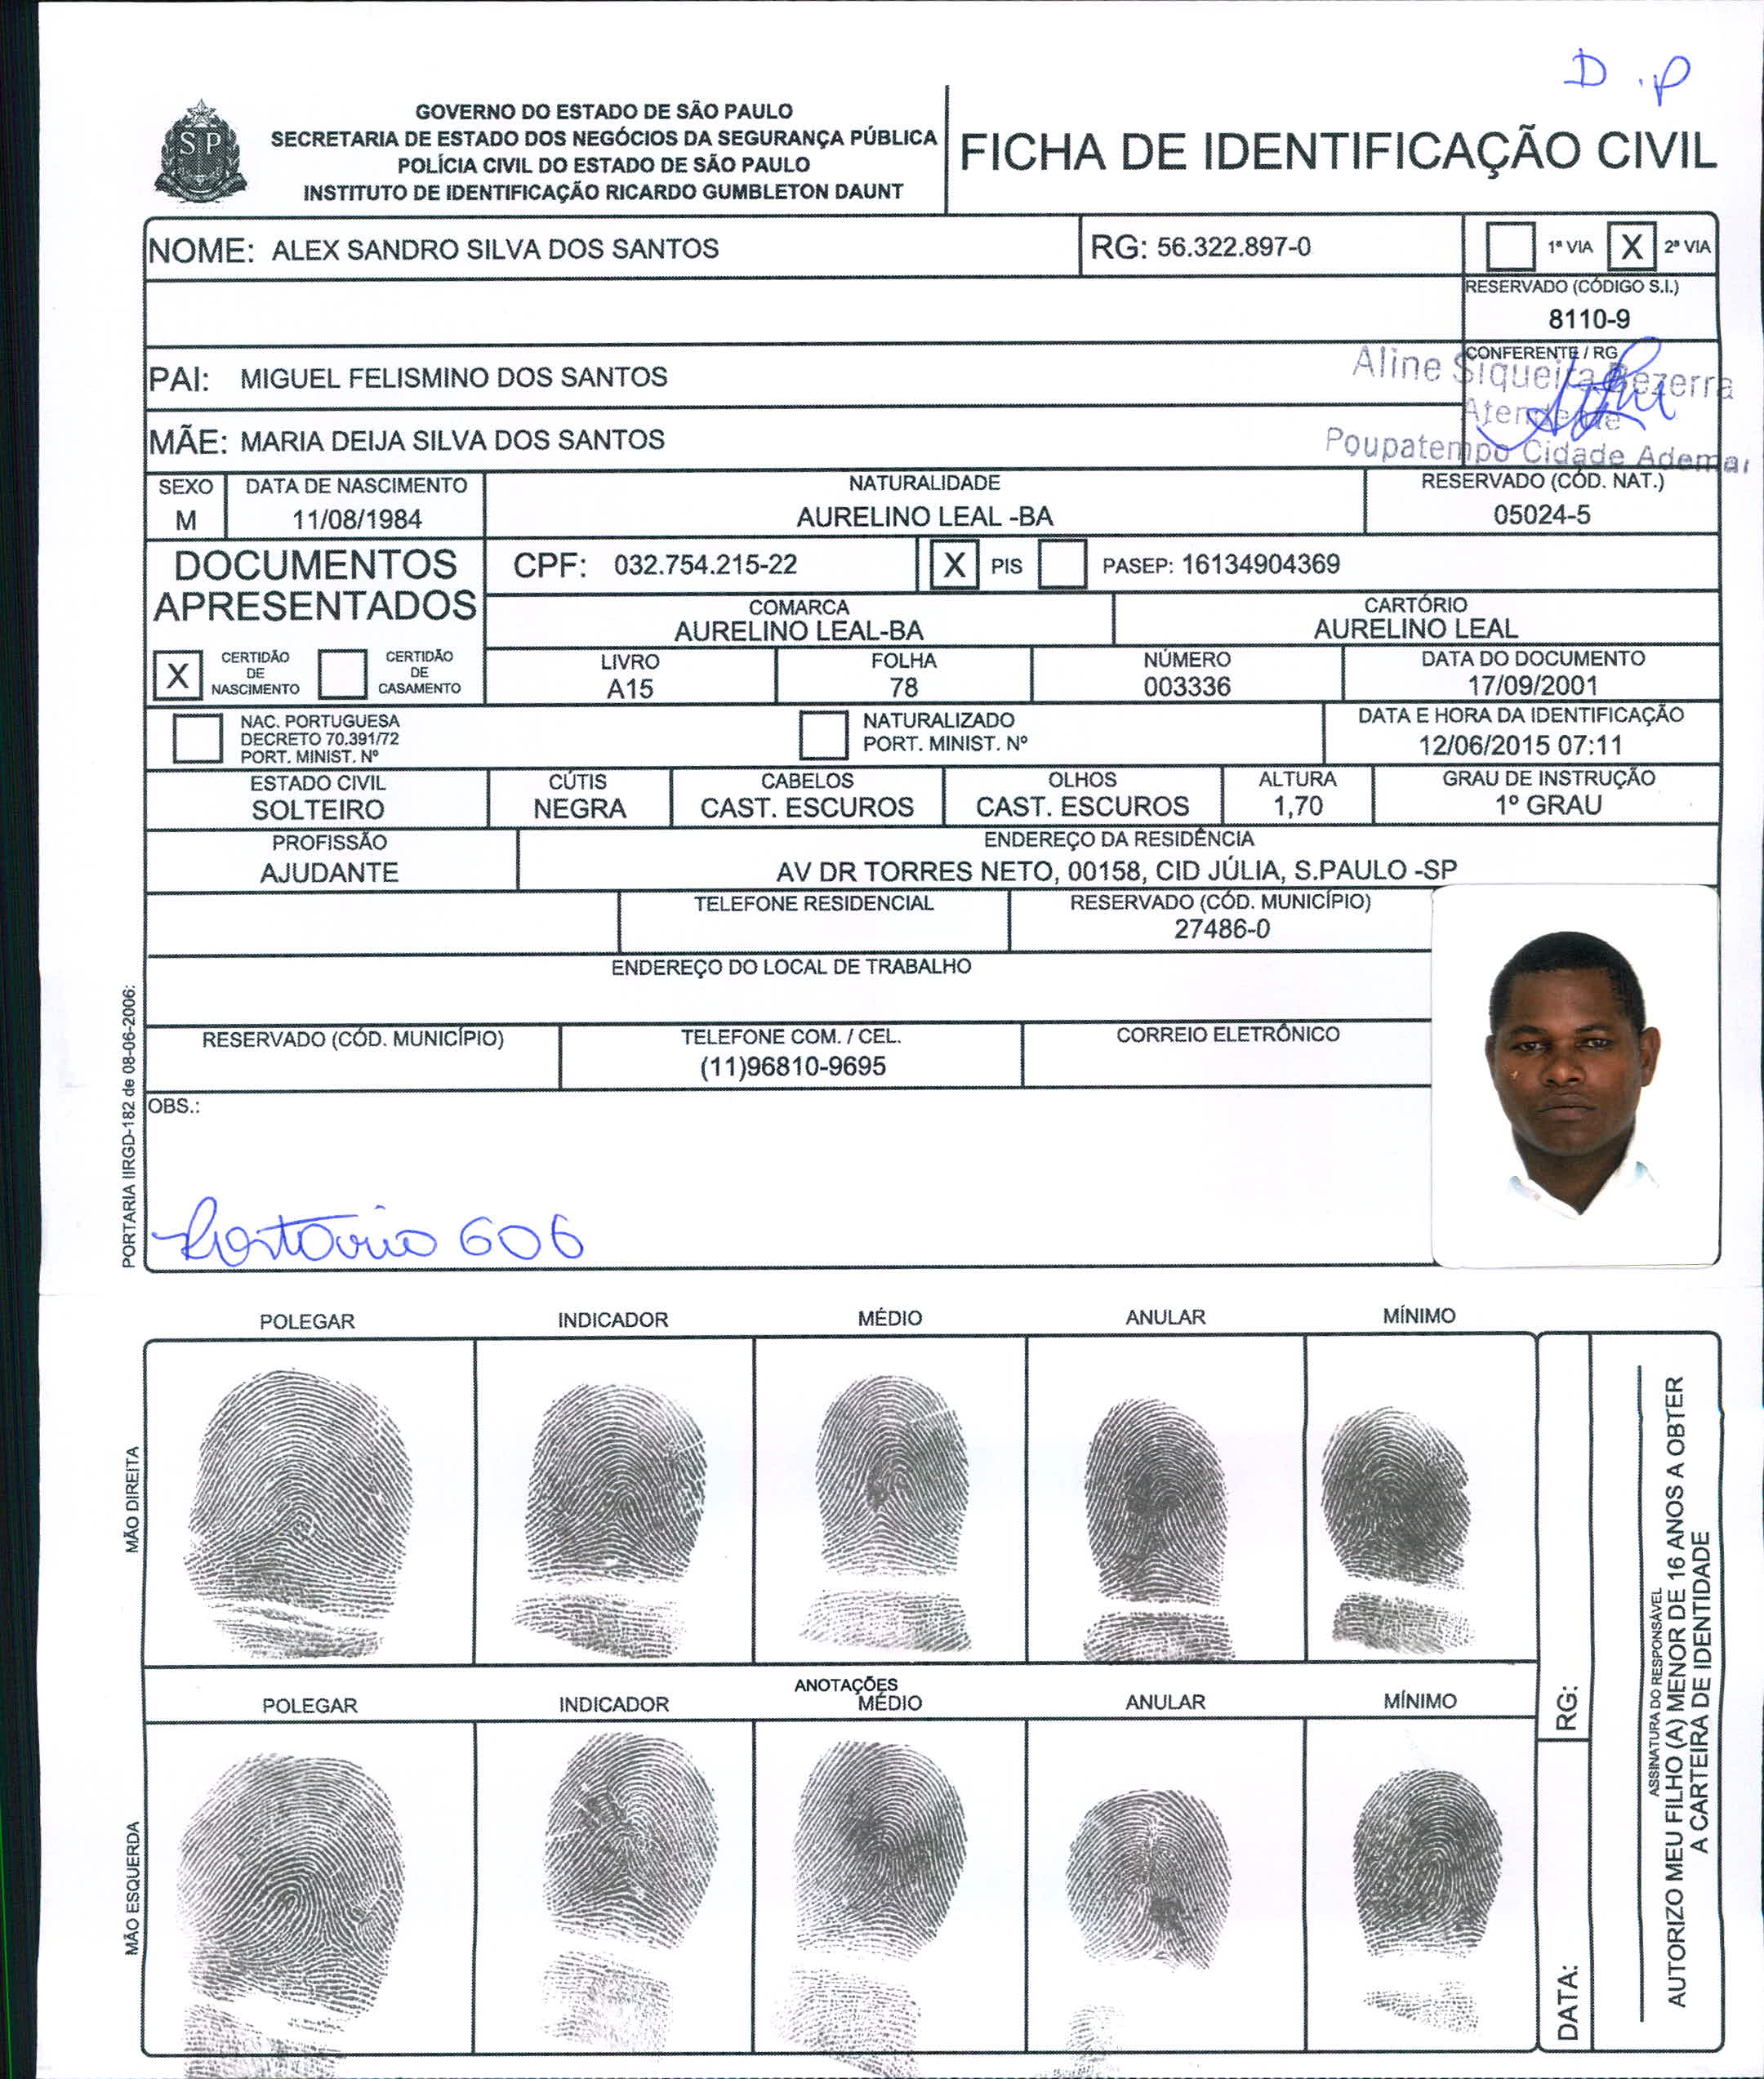 D.P
GOVERNO DO ESTADO DE SÃO PAULO
SECRETARIA DE ESTADO DOS NEGÓCIOS DA SEGURANÇA PÚBLICA
POLÍCIA CIVIL DO ESTADO DE SÃO PAULO
INSTITUTO DE IDENTIFICAÇÃO RICARDO GUMBLETON DAUNT
SP
FICHA DE IDENTIFICAÇÃO CIVIL
NOME: ALEX SANDRO SILVA DOS SANTOS
RG: 56.322.897-0
1ª VIA X 2ª VIA
RESERVADO (CÓDIGO S.I.)
8110-9
PAI: MIGUEL FELISMINO DOS SANTOS
CONFERENTE / RG
Aline Siqueira Bezerra
Atendente
Poupatempo Cidade Ademar
MÃE: MARIA DEIJA SILVA DOS SANTOS
SEXO
M
DATA DE NASCIMENTO
11/08/1984
NATURALIDADE
AURELINO LEAL -BA
RESERVADO (CÓD. NAT.)
05024-5
DOCUMENTOS
APRESENTADOS
CPF: 032.754.215-22
X PIS
PASEP: 16134904369
COMARCA
AURELINO LEAL-BA
CARTÓRIO
AURELINO LEAL
X CERTIDÃO
DE
NASCIMENTO
CERTIDÃO
DE
CASAMENTO
LIVRO
A15
FOLHA
78
NÚMERO
003336
DATA DO DOCUMENTO
17/09/2001
NAC. PORTUGUESA
DECRETO 70.391/72
PORT. MINIST. Nº
NATURALIZADO
PORT. MINIST. Nº
DATA E HORA DA IDENTIFICAÇÃO
12/06/2015 07:11
ESTADO CIVIL
SOLTEIRO
CÚTIS
NEGRA
CABELOS
CAST. ESCUROS
OLHOS
CAST. ESCUROS
ALTURA
1,70
GRAU DE INSTRUÇÃO
1º GRAU
PROFISSÃO
AJUDANTE
ENDEREÇO DA RESIDÊNCIA
AV DR TORRES NETO, 00158, CID JÚLIA, S.PAULO -SP
TELEFONE RESIDENCIAL
RESERVADO (CÓD. MUNICÍPIO)
27486-0
ENDEREÇO DO LOCAL DE TRABALHO
RESERVADO (CÓD. MUNICÍPIO)
TELEFONE COM. / CEL.
(11)96810-9695
CORREIO ELETRÔNICO
OBS.:
606
PORTARIA IIRGD-182 de 08-06-2006:
POLEGAR INDICADOR MÉDIO ANULAR MÍNIMO
MÃO DIREITA
ANOTAÇÕES
POLEGAR INDICADOR MÉDIO ANULAR MÍNIMO
MÃO ESQUERDA
RG:
DATA:
ASSINATURA DO RESPONSÁVEL
AUTORIZO MEU FILHO (A) MENOR DE 16 ANOS A OBTER
A CARTEIRA DE IDENTIDADE